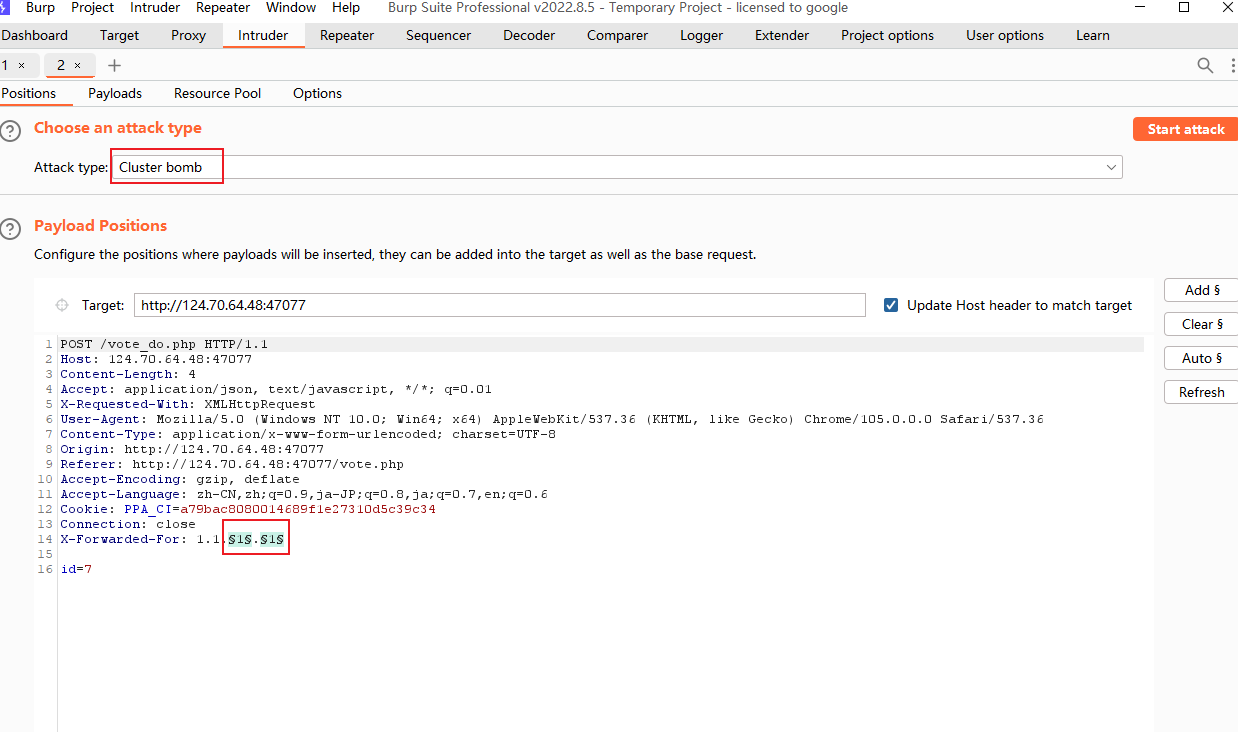 Burp Project Intruder Repeater Window Help Burp Suite Professional v2022.8.5 - Temporary Project - licensed to google
Dashboard Target Proxy Intruder Repeater Sequencer Decoder Comparer Logger Extender Project options User options Learn
1 × 2 × +
Positions Payloads Resource Pool Options
? Choose an attack type
Start attack
Attack type: Cluster bomb
? Payload Positions
Configure the positions where payloads will be inserted, they can be added into the target as well as the base request.
Target: http://124.70.64.48:47077 Update Host header to match target
Add §
Clear §
Auto §
Refresh
1 POST /vote_do.php HTTP/1.1
2 Host: 124.70.64.48:47077
3 Content-Length: 4
4 Accept: application/json, text/javascript, */*; q=0.01
5 X-Requested-With: XMLHttpRequest
6 User-Agent: Mozilla/5.0 (Windows NT 10.0; Win64; x64) AppleWebKit/537.36 (KHTML, like Gecko) Chrome/105.0.0.0 Safari/537.36
7 Content-Type: application/x-www-form-urlencoded; charset=UTF-8
8 Origin: http://124.70.64.48:47077
9 Referer: http://124.70.64.48:47077/vote.php
10 Accept-Encoding: gzip, deflate
11 Accept-Language: zh-CN,zh;q=0.9,ja-JP;q=0.8,ja;q=0.7,en;q=0.6
12 Cookie: PPA_CI=a79bac8080014689f1e27310d5c39c34
13 Connection: close
14 X-Forwarded-For: 1.1.§1§.§1§
15
16 id=7